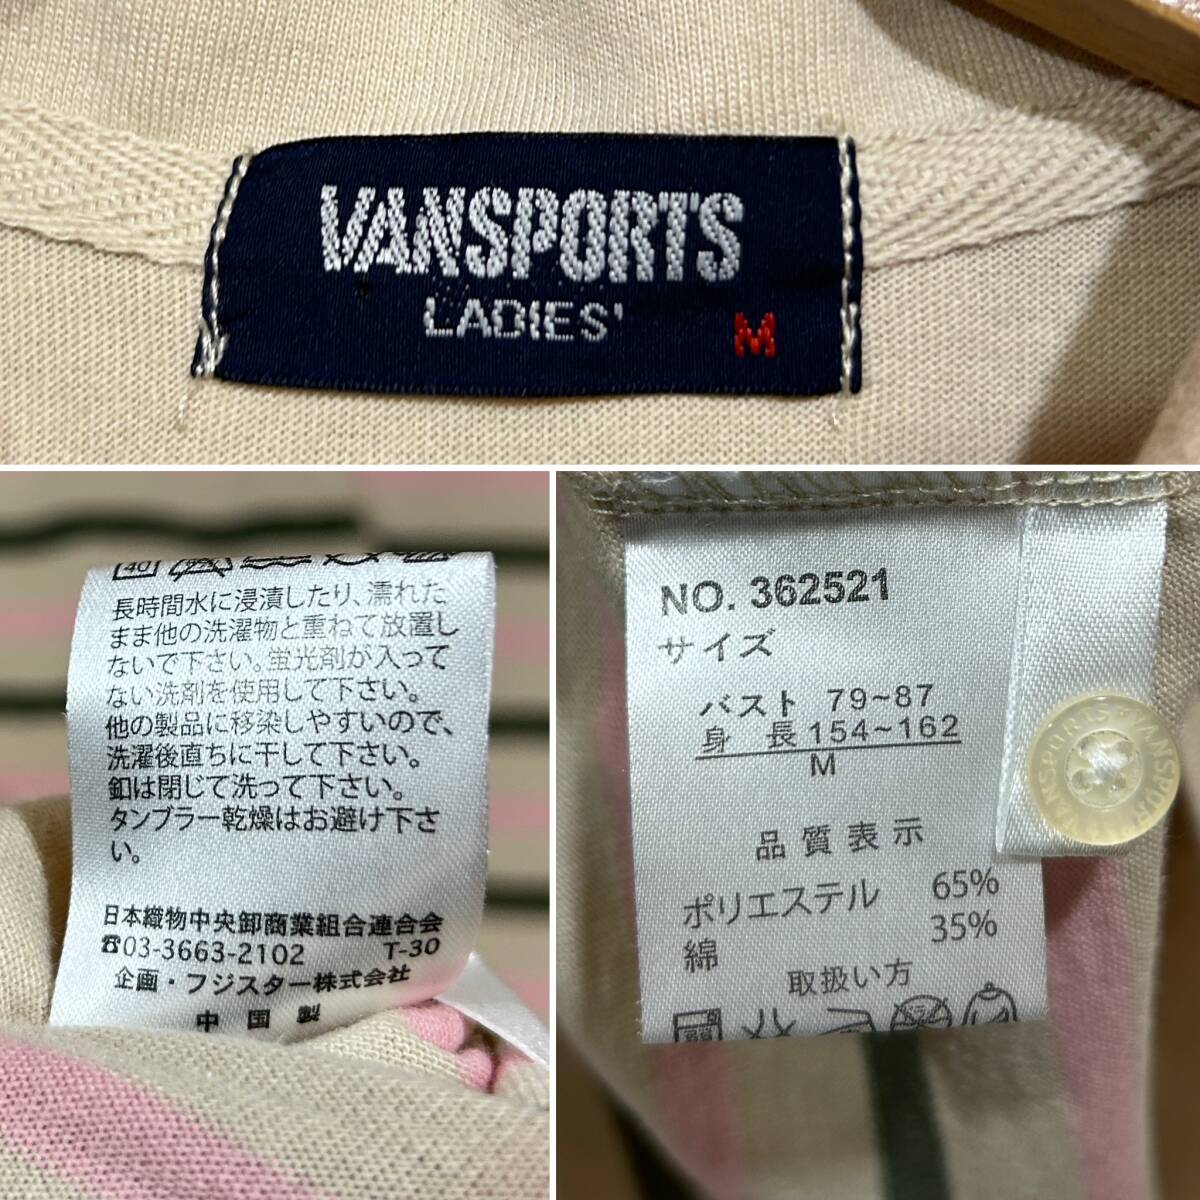 VANSPORTS
LADIES'
M
40
長時間水に浸漬したり、濡れた
まま他の洗濯物と重ねて放置し
ないで下さい。蛍光剤が入って
ない洗剤を使用して下さい。
他の製品に移染しやすいので、
洗濯後直ちに干して下さい。
釦は閉じて洗って下さい。
タンブラー乾燥はお避け下さ
い。
日本織物中央卸商業組合連合会
☎03-3663-2102 T-30
企画・フジスター株式会社
中国製
NO. 362521
サイズ
バスト 79~87
身 長 154~162
M
品質表示
ポリエステル 65%
綿 35%
取扱い方
VANSPORTS